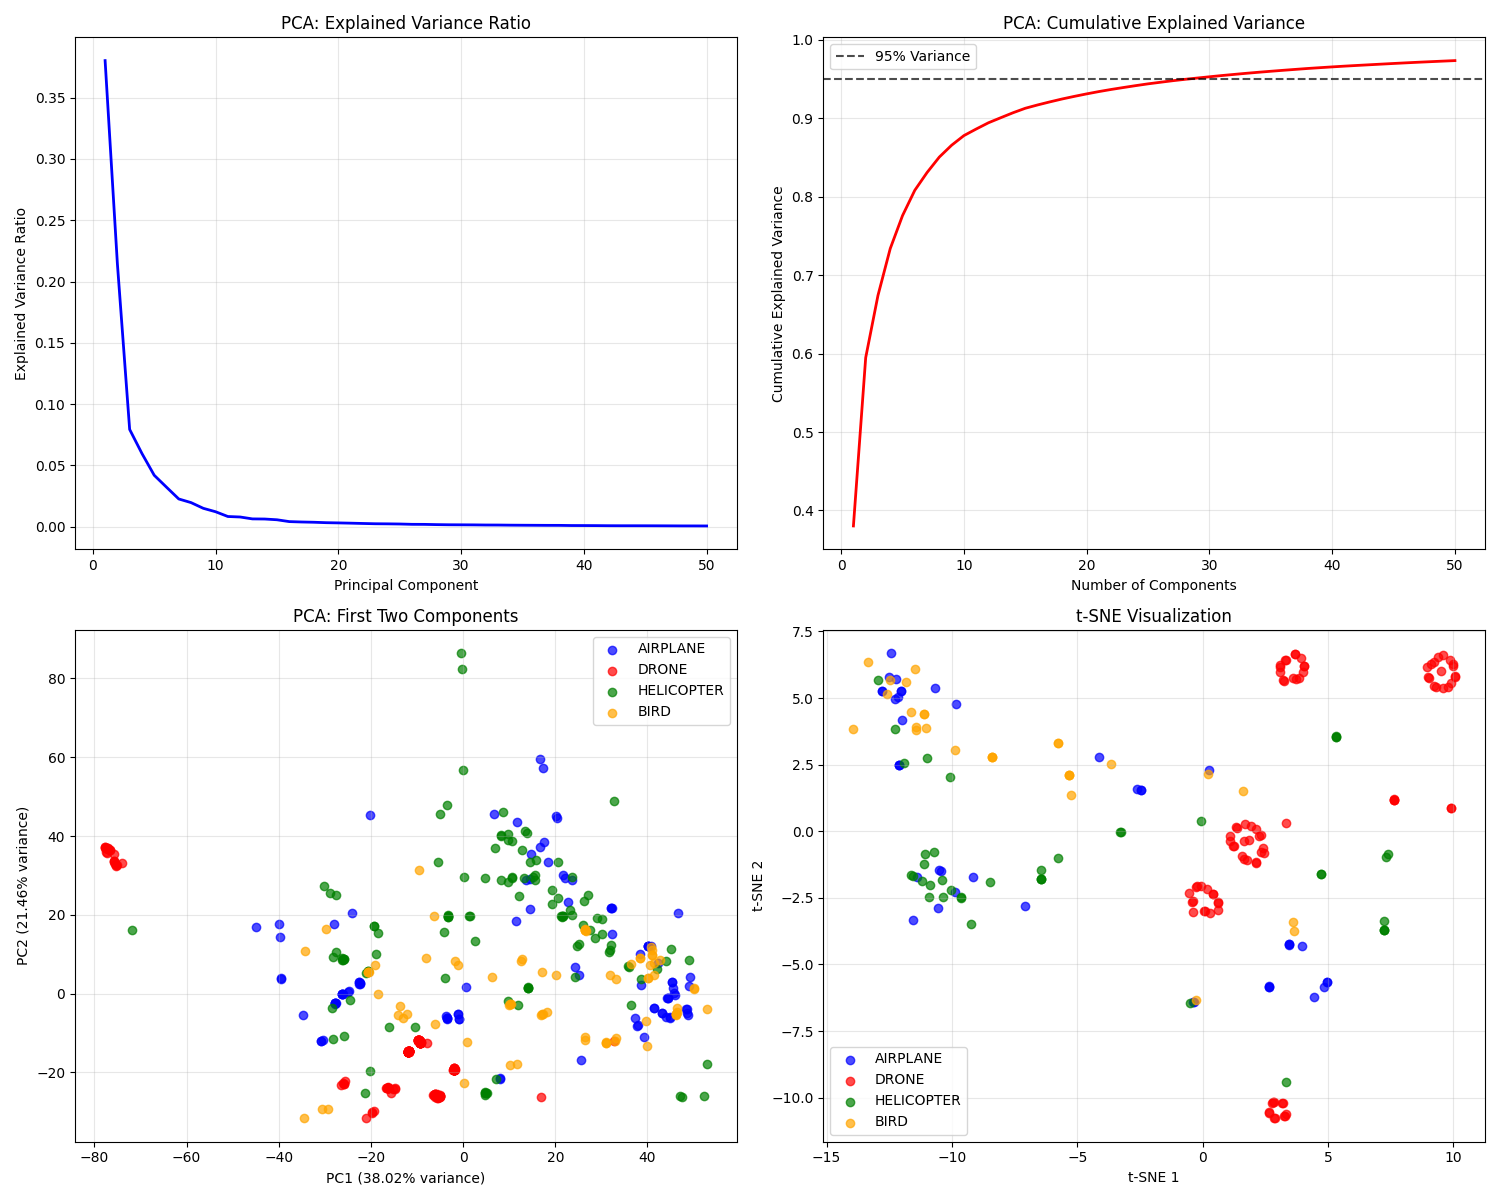 PCA: Explained Variance Ratio
Explained Variance Ratio
0.35
0.30
0.25
0.20
0.15
0.10
0.05
0.00
0 10 20 30 40 50
Principal Component
PCA: Cumulative Explained Variance
95% Variance
Cumulative Explained Variance
1.0
0.9
0.8
0.7
0.6
0.5
0.4
0 10 20 30 40 50
Number of Components
PCA: First Two Components
AIRPLANE
DRONE
HELICOPTER
BIRD
PC2 (21.46% variance)
80
60
40
20
0
−20
−80 −60 −40 −20 0 20 40
PC1 (38.02% variance)
t-SNE Visualization
t-SNE 2
7.5
5.0
2.5
0.0
−2.5
−5.0
−7.5
−10.0
AIRPLANE
DRONE
HELICOPTER
BIRD
−15 −10 −5 0 5 10
t-SNE 1